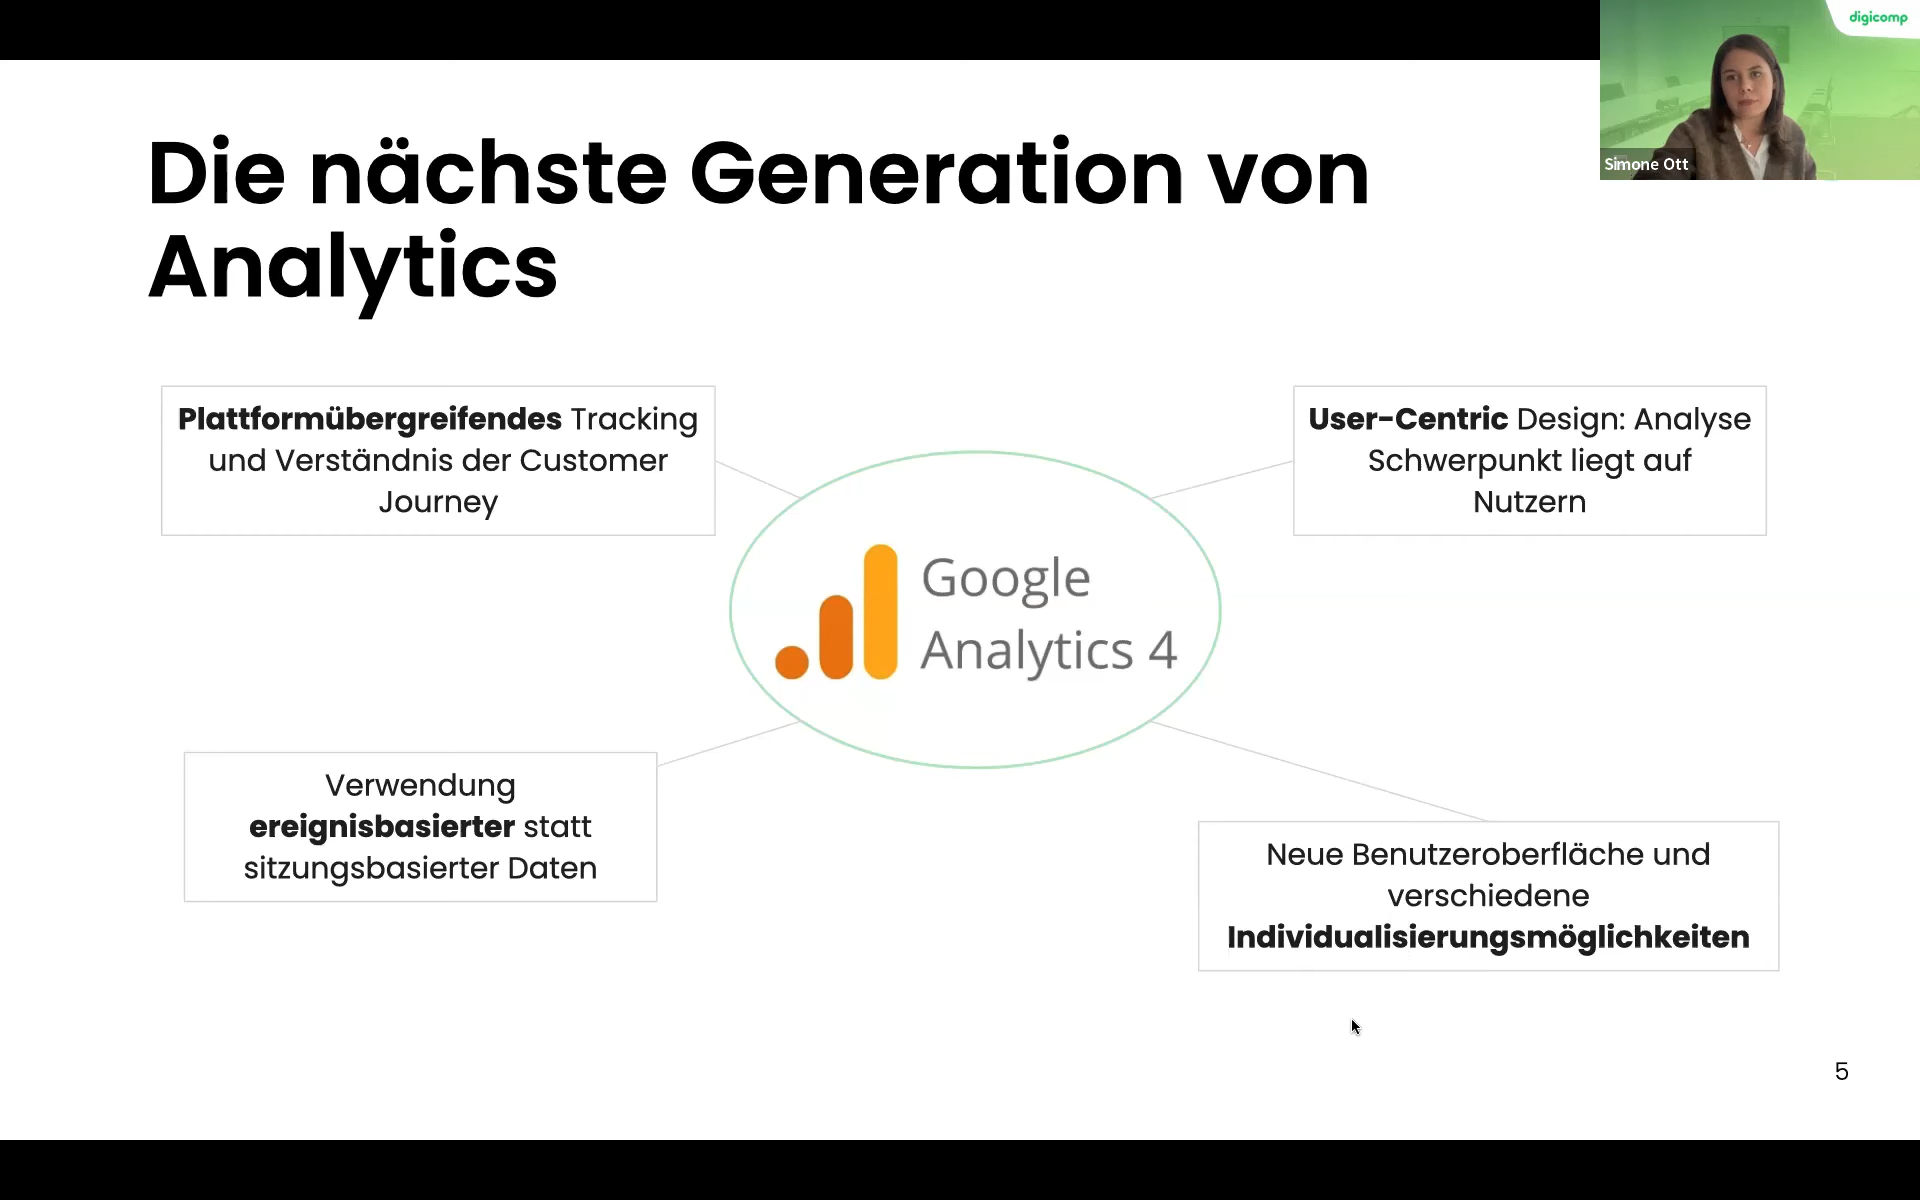 digicomp
Simone Ott
Die nächste Generation von
Analytics
Plattformübergreifendes Tracking
und Verständnis der Customer
Journey
User-Centric Design: Analyse
Schwerpunkt liegt auf
Nutzern
Google
Analytics 4
Verwendung
ereignisbasierter statt
sitzungsbasierter Daten
Neue Benutzeroberfläche und
verschiedene
Individualisierungsmöglichkeiten
5